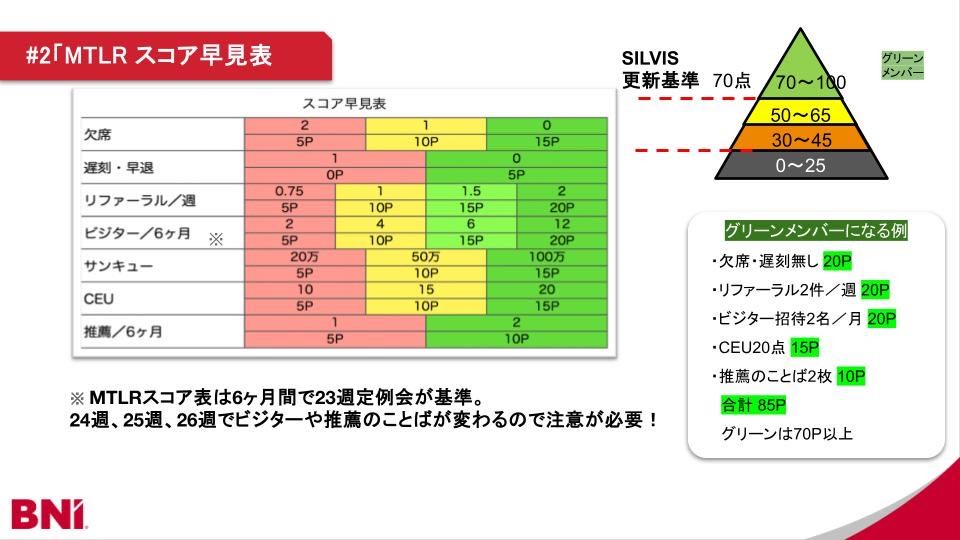 #2「MTLR スコア早見表
SILVIS
更新基準 70点
グリーン
メンバー
70〜100
50〜65
30〜45
0〜25
スコア早見表
欠席 2 1 0
5P 10P 15P
遅刻・早退 1 0
0P 5P
リファーラル／週 0.75 1 1.5 2
5P 10P 15P 20P
ビジター／6ヶ月 ※ 2 4 6 12
5P 10P 15P 20P
サンキュー 20万 50万 100万
5P 10P 15P
CEU 10 15 20
5P 10P 15P
推薦／6ヶ月 1 2
5P 10P
※ MTLRスコア表は6ヶ月間で23週定例会が基準。
24週、25週、26週でビジターや推薦のことばが変わるので注意が必要！
グリーンメンバーになる例
・欠席・遅刻無し 20P
・リファーラル2件／週 20P
・ビジター招待2名／月 20P
・CEU20点 15P
・推薦のことば2枚 10P
合計 85P
グリーンは70P以上
BNI®